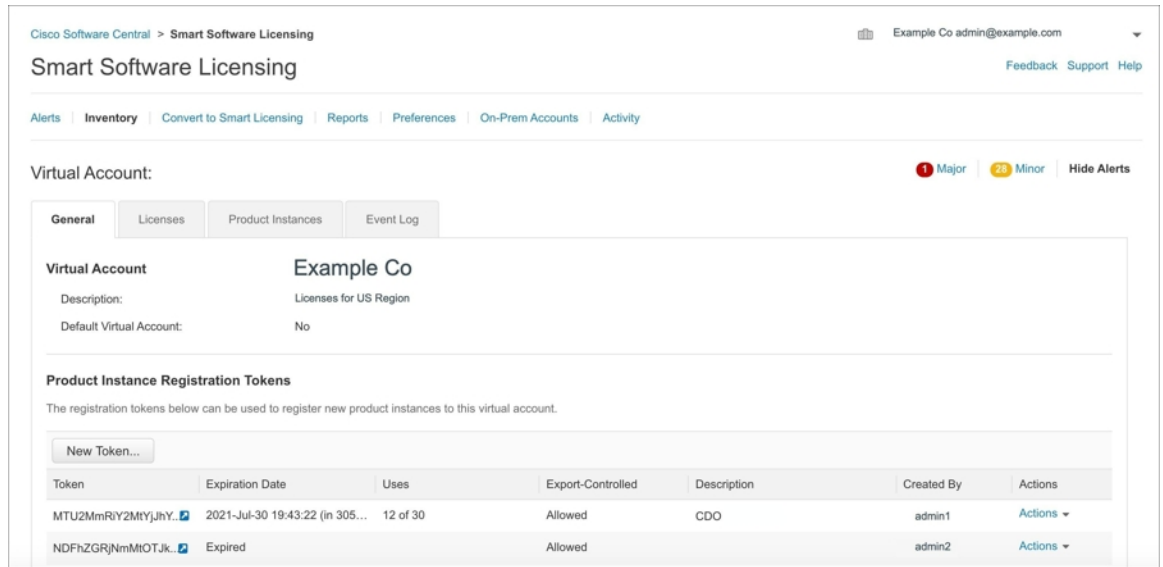 Cisco Software Central > Smart Software Licensing
Example Co admin@example.com
Smart Software Licensing
Feedback Support Help
Alerts Inventory Convert to Smart Licensing Reports Preferences On-Prem Accounts Activity
Virtual Account:
1 Major 28 Minor Hide Alerts
General Licenses Product Instances Event Log
Virtual Account Example Co
Description: Licenses for US Region
Default Virtual Account: No
Product Instance Registration Tokens
The registration tokens below can be used to register new product instances to this virtual account.
New Token...
Token Expiration Date Uses Export-Controlled Description Created By Actions
MTU2MmRiY2MtYjJhY.. 2021-Jul-30 19:43:22 (in 305... 12 of 30 Allowed CDO admin1 Actions
NDFhZGRjNmMtOTJk.. Expired Allowed admin2 Actions